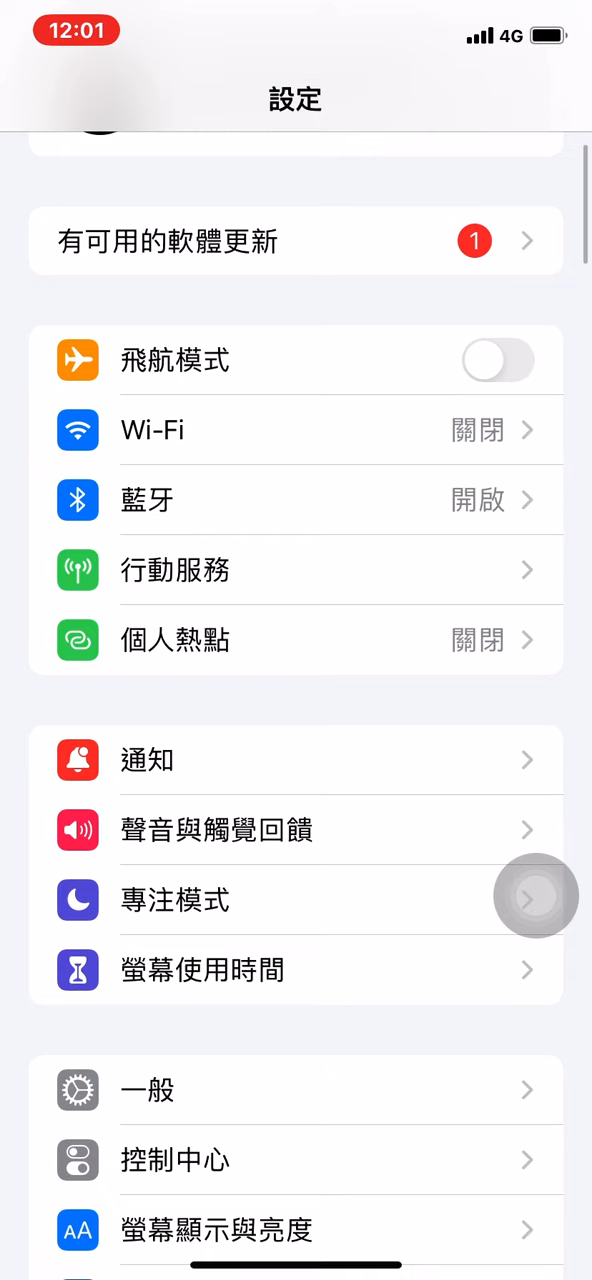 12:01
4G
設定
有可用的軟體更新 1
飛航模式
Wi-Fi 關閉
藍牙 開啟
行動服務
個人熱點 關閉
通知
聲音與觸覺回饋
專注模式
螢幕使用時間
一般
控制中心
AA 螢幕顯示與亮度